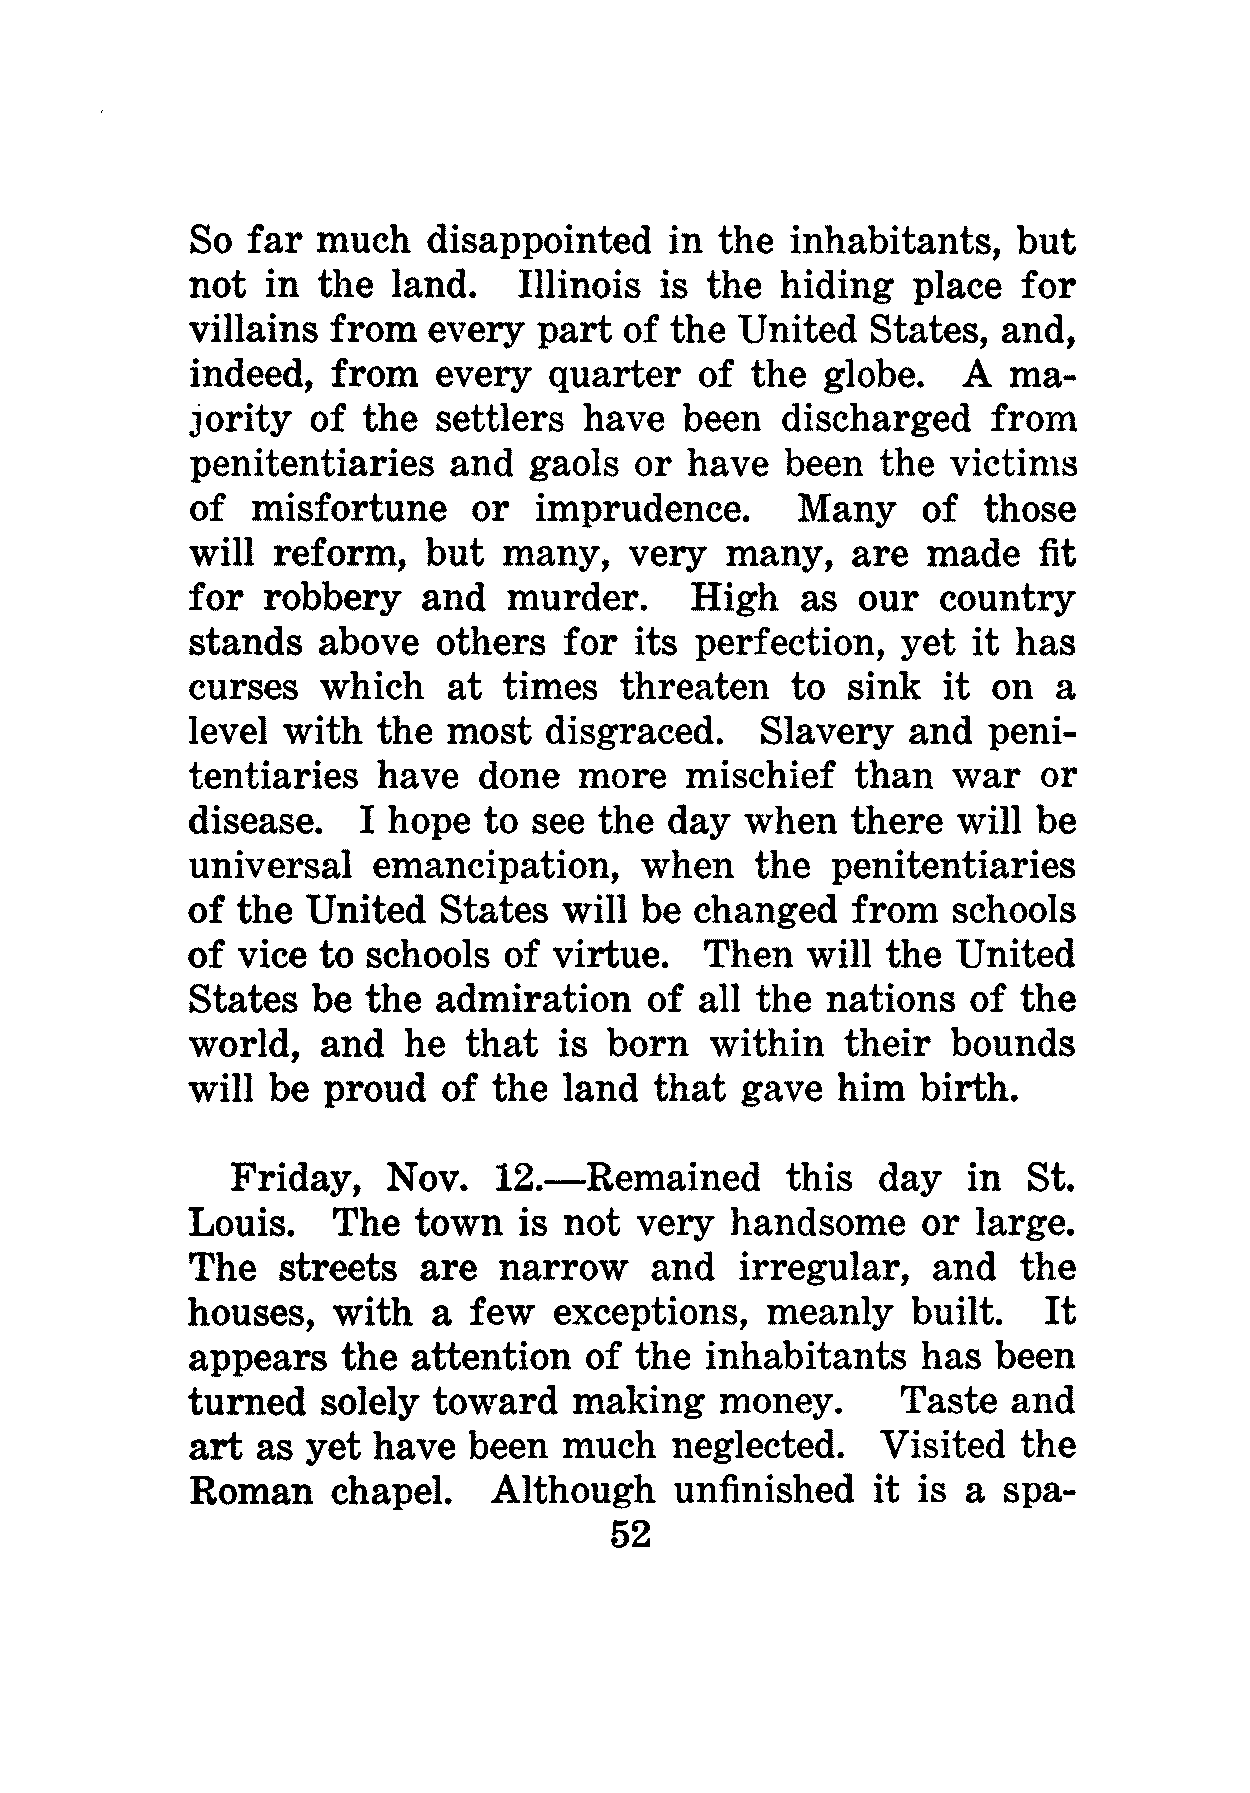 So far much disappointed in the inhabitants, but
not in the land. Illinois is the hiding place for
villains from every part of the United States, and,
indeed, from every quarter of the globe. A ma-
jority of the settlers have been discharged from
penitentiaries and gaols or have been the victims
of misfortune or imprudence. Many of those
will reform, but many, very many, are made fit
for robbery and murder. High as our country
stands above others for its perfection, yet it has
curses which at times threaten to sink it on a
level with the most disgraced. Slavery and peni-
tentiaries have done more mischief than war or
disease. I hope to see the day when there will be
universal emancipation, when the penitentiaries
of the United States will be changed from schools
of vice to schools of virtue. Then will the United
States be the admiration of all the nations of the
world, and he that is born within their bounds
will be proud of the land that gave him birth.
Friday, Nov. 12.—Remained this day in St.
Louis. The town is not very handsome or large.
The streets are narrow and irregular, and the
houses, with a few exceptions, meanly built. It
appears the attention of the inhabitants has been
turned solely toward making money. Taste and
art as yet have been much neglected. Visited the
Roman chapel. Although unfinished it is a spa-
52